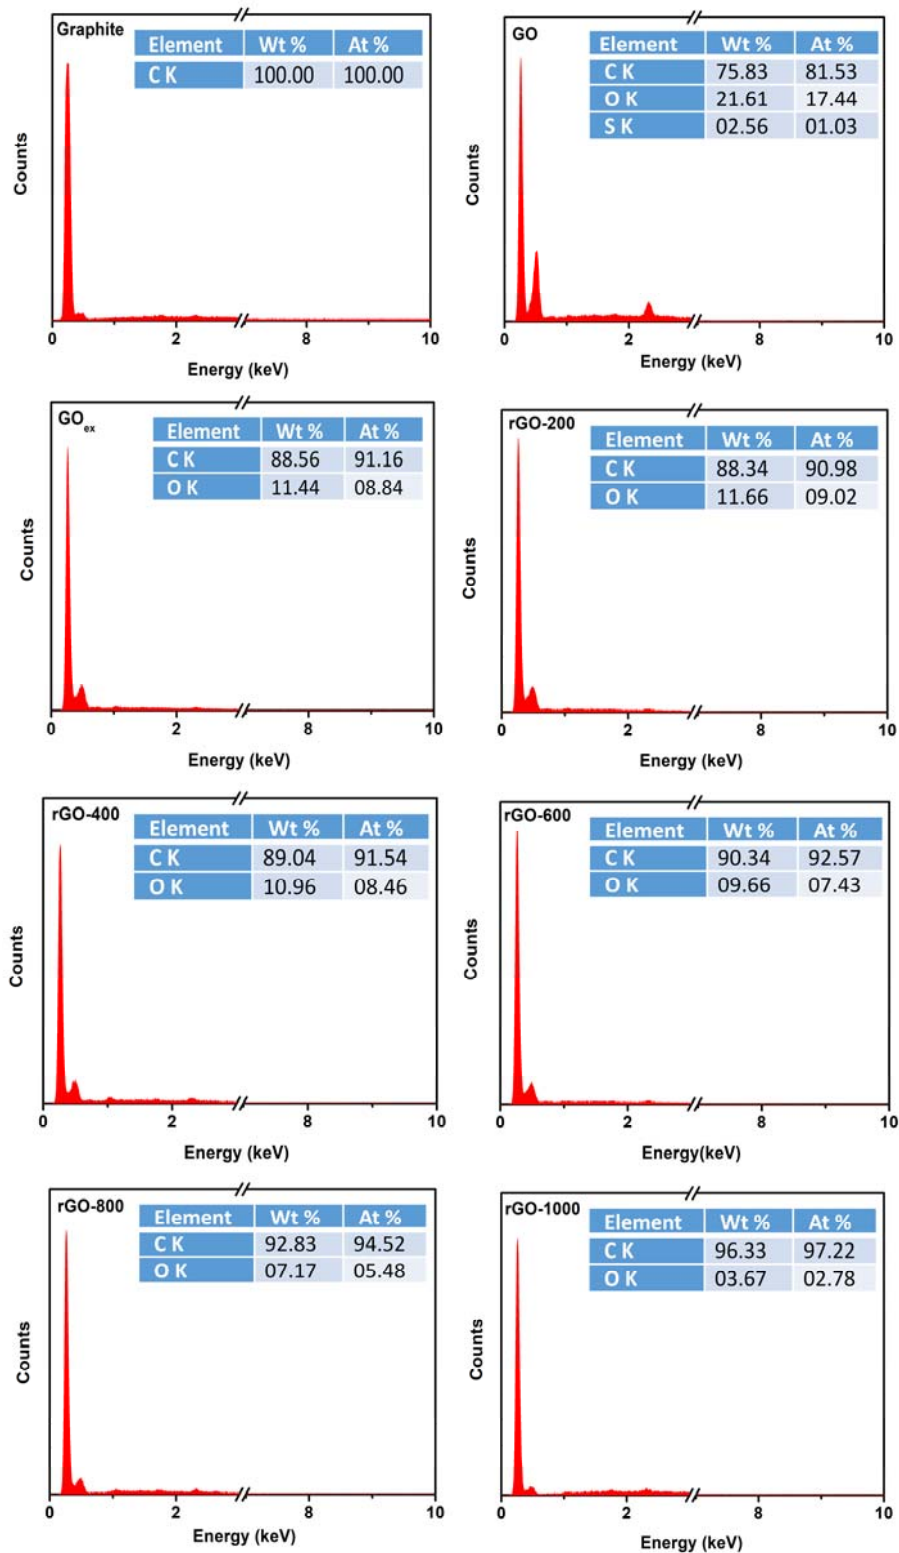 Graphite
Element Wt % At %
C K 100.00 100.00
Counts
0 2 8 10
Energy (keV)
GO
Element Wt % At %
C K 75.83 81.53
O K 21.61 17.44
S K 02.56 01.03
Counts
0 2 8 10
Energy (keV)
GOex
Element Wt % At %
C K 88.56 91.16
O K 11.44 08.84
Counts
0 2 8 10
Energy (keV)
rGO-200
Element Wt % At %
C K 88.34 90.98
O K 11.66 09.02
Counts
0 2 8 10
Energy (keV)
rGO-400
Element Wt % At %
C K 89.04 91.54
O K 10.96 08.46
Counts
0 2 8 10
Energy (keV)
rGO-600
Element Wt % At %
C K 90.34 92.57
O K 09.66 07.43
Counts
0 2 8 10
Energy(keV)
rGO-800
Element Wt % At %
C K 92.83 94.52
O K 07.17 05.48
Counts
0 2 8 10
Energy (keV)
rGO-1000
Element Wt % At %
C K 96.33 97.22
O K 03.67 02.78
Counts
0 2 8 10
Energy (keV)